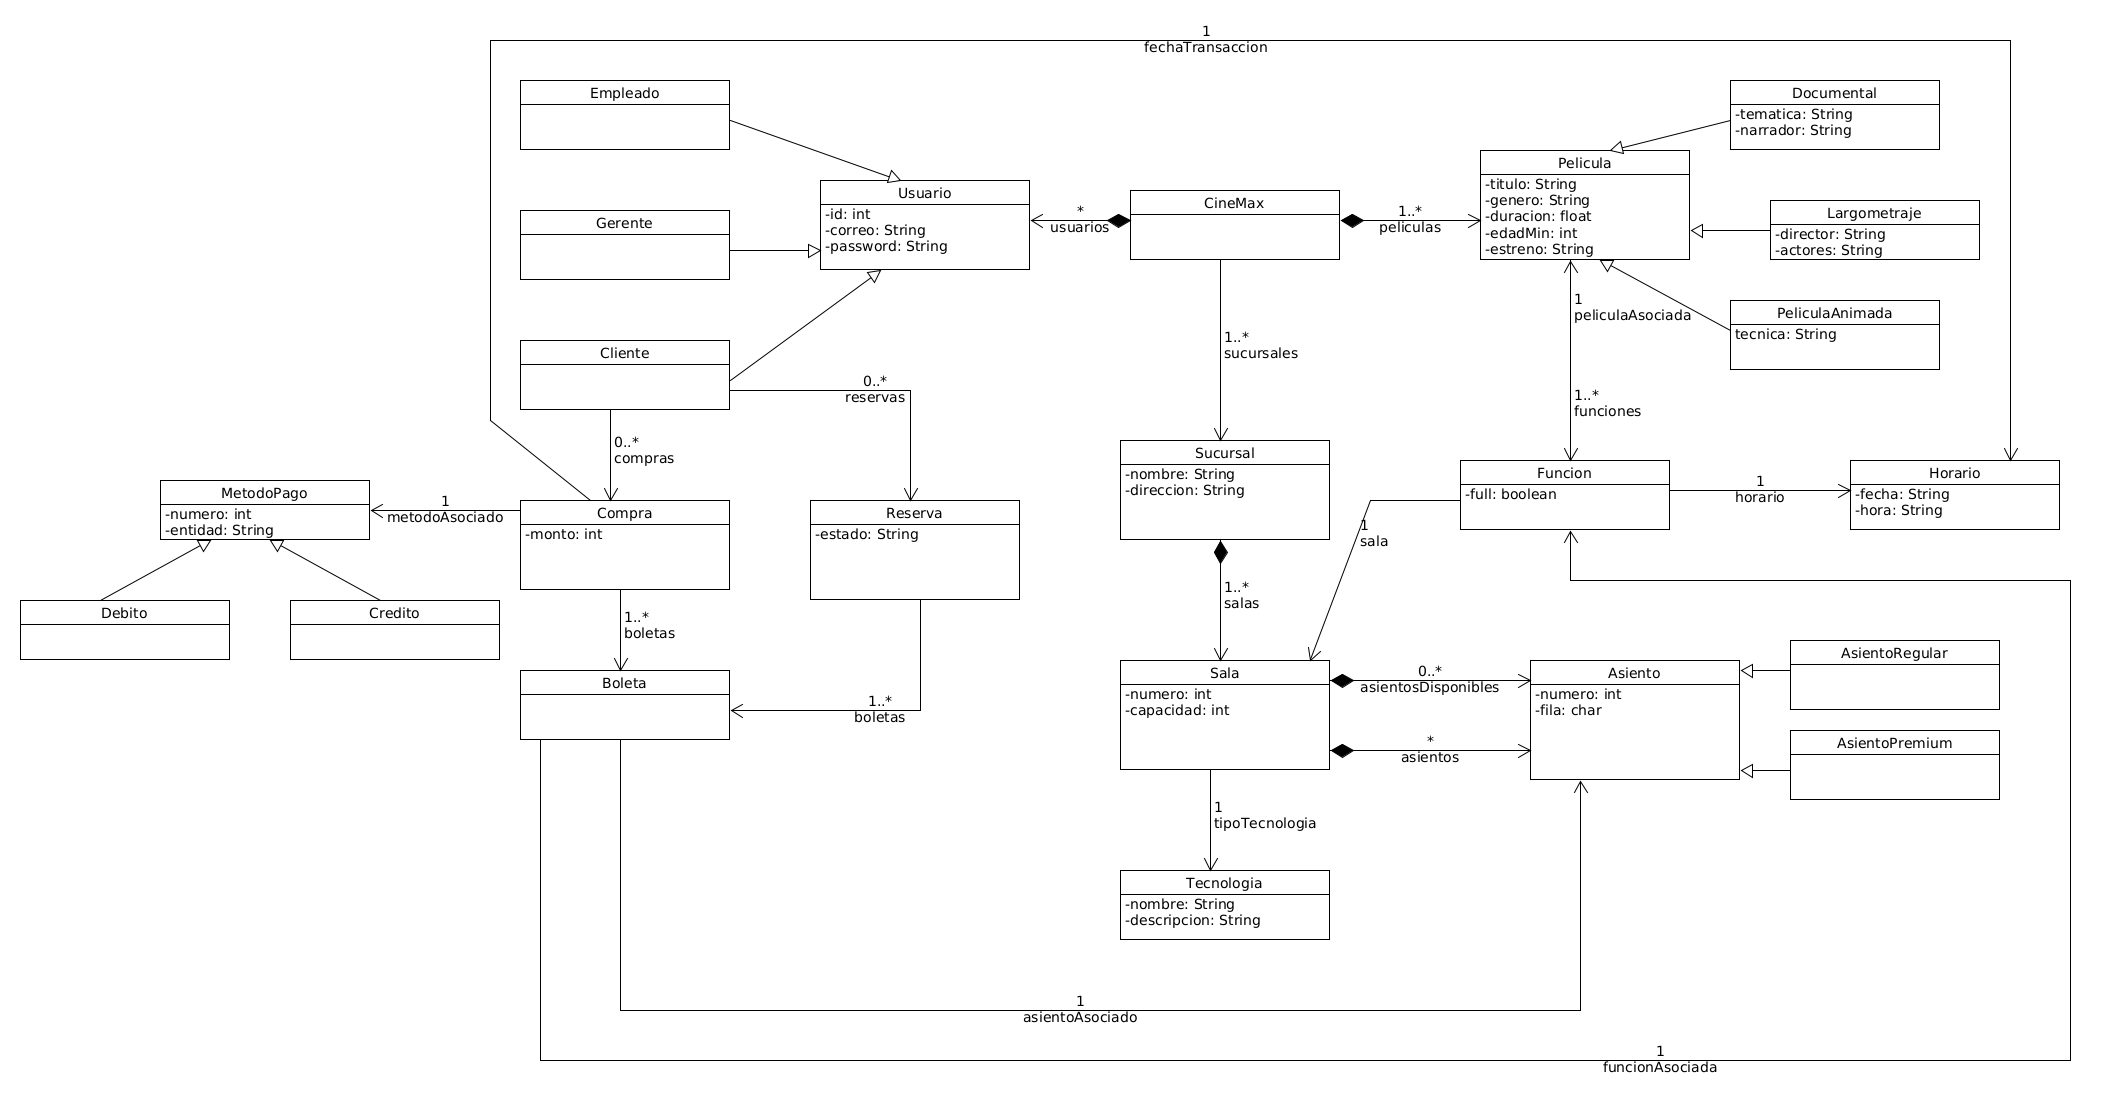 1
fechaTransaccion
Empleado
Documental
-tematica: String
-narrador: String
Pelicula
-titulo: String
-genero: String
-duracion: float
-edadMin: int
-estreno: String
Usuario
-id: int
-correo: String
-password: String
CineMax
*
usuarios
1..*
peliculas
Gerente
Largometraje
-director: String
-actores: String
1
peliculaAsociada
PeliculaAnimada
tecnica: String
1..*
sucursales
Cliente
0..*
reservas
1..*
funciones
0..*
compras
Sucursal
-nombre: String
-direccion: String
Funcion
-full: boolean
1
horario
Horario
-fecha: String
-hora: String
MetodoPago
-numero: int
-entidad: String
1
metodoAsociado
Compra
-monto: int
Reserva
-estado: String
1
sala
1..*
salas
Debito
Credito
1..*
boletas
Boleta
1..*
boletas
Sala
-numero: int
-capacidad: int
0..*
asientosDisponibles
*
asientos
Asiento
-numero: int
-fila: char
AsientoRegular
AsientoPremium
1
tipoTecnologia
Tecnologia
-nombre: String
-descripcion: String
1
asientoAsociado
1
funcionAsociada